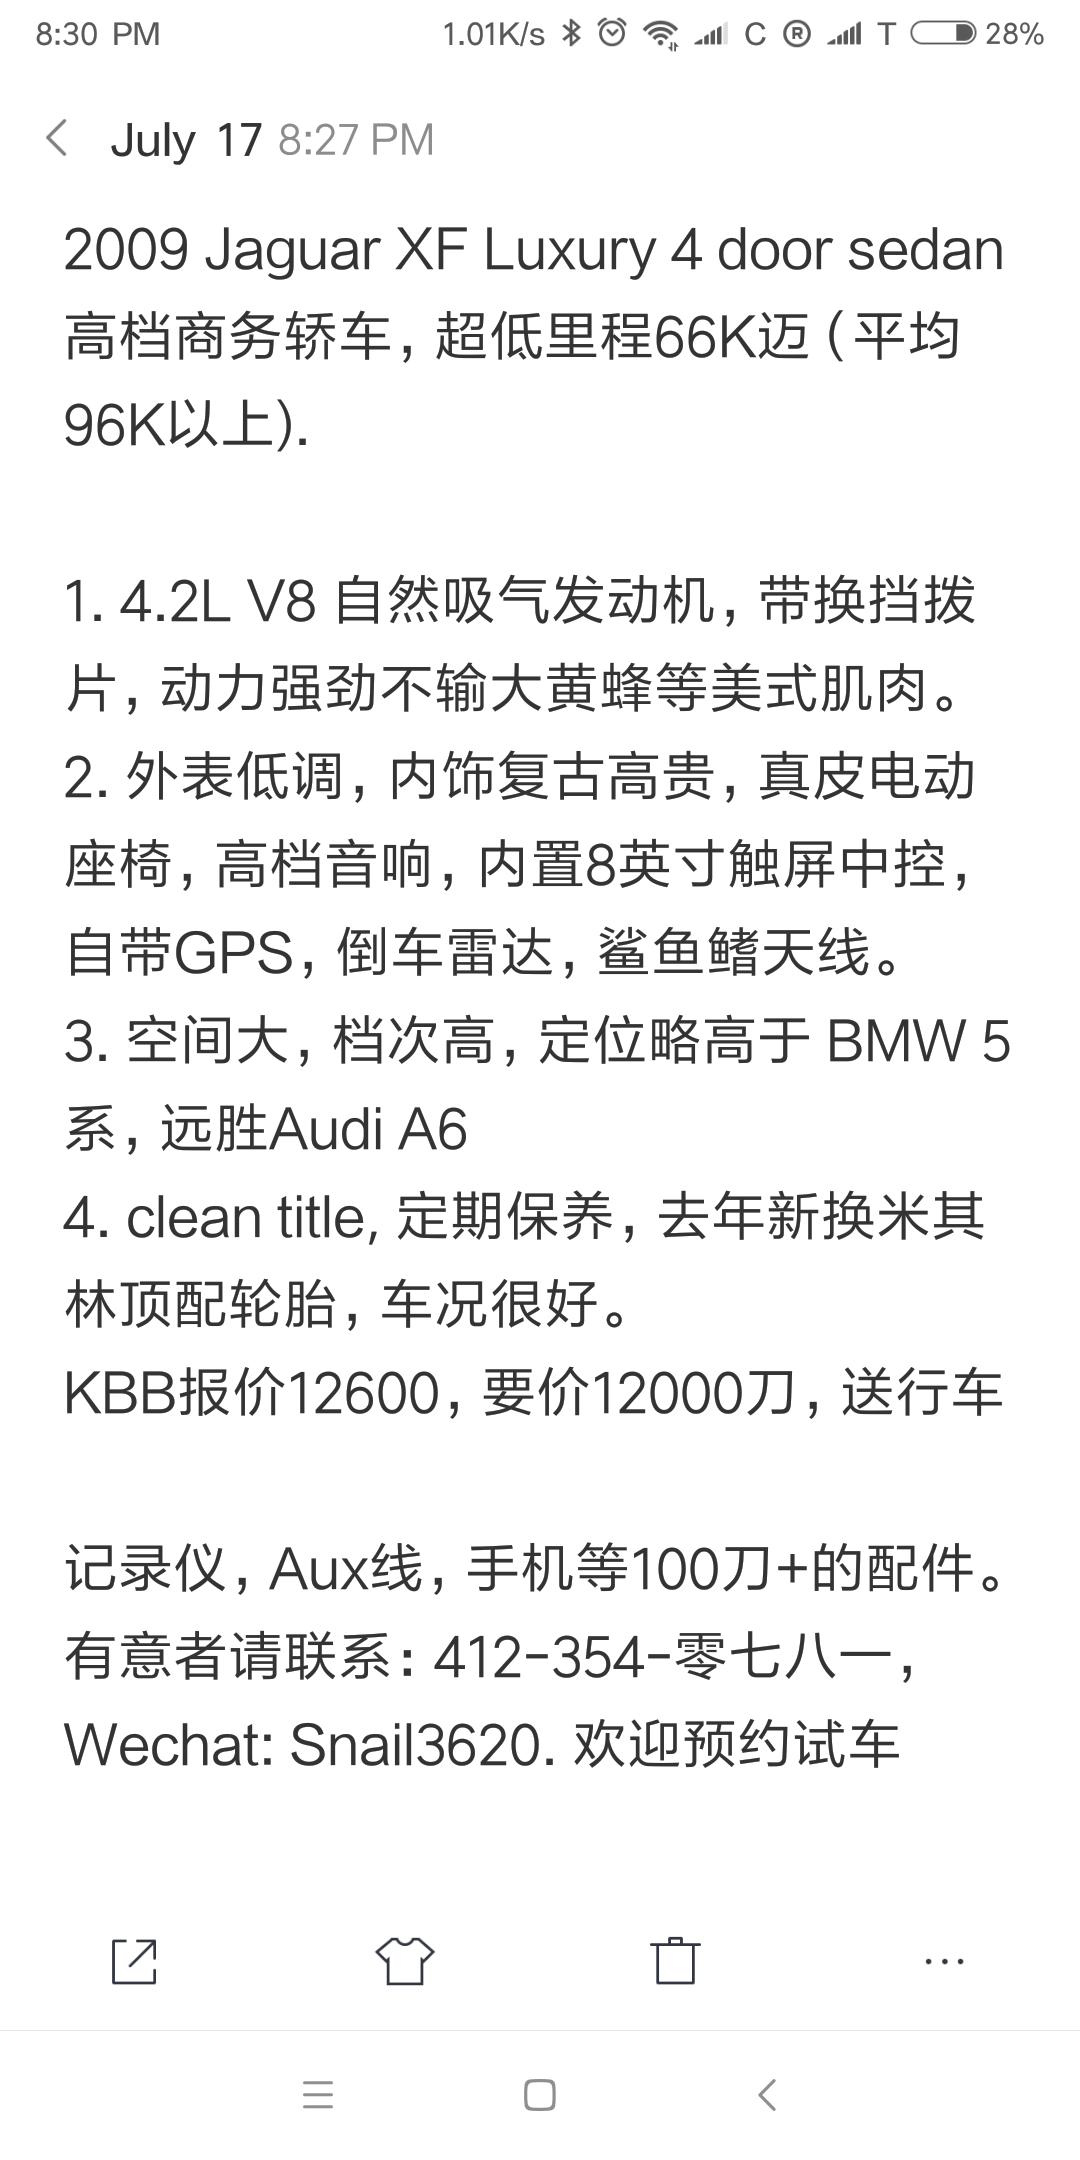 8:30 PM 1.01K/s C R T 28%
July 17 8:27 PM
2009 Jaguar XF Luxury 4 door sedan
高档商务轿车，超低里程66K迈（平均
96K以上).
1. 4.2L V8 自然吸气发动机，带换挡拨
片，动力强劲不输大黄蜂等美式肌肉。
2. 外表低调，内饰复古高贵，真皮电动
座椅，高档音响，内置8英寸触屏中控，
自带GPS，倒车雷达，鲨鱼鳍天线。
3. 空间大，档次高，定位略高于 BMW 5
系，远胜Audi A6
4. clean title, 定期保养，去年新换米其
林顶配轮胎，车况很好。
KBB报价12600，要价12000刀，送行车
记录仪，Aux线，手机等100刀+的配件。
有意者请联系：412-354-零七八一，
Wechat: Snail3620. 欢迎预约试车